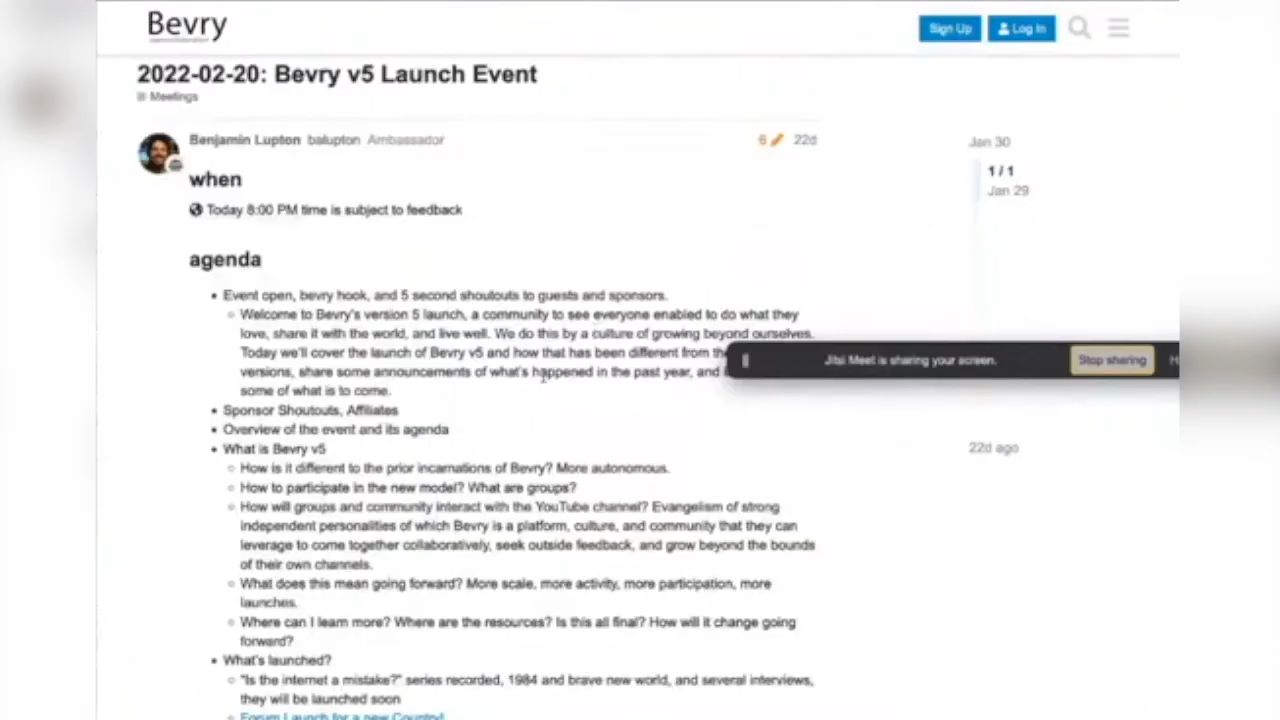 Bevry
Sign Up
Log In
2022-02-20: Bevry v5 Launch Event
Meetings
Benjamin Lupton balupton Ambassador
6
22d
Jan 30
1 / 1
Jan 29
when
Today 8:00 PM time is subject to feedback
agenda
• Event open, bevry hook, and 5 second shoutouts to guests and sponsors.
○ Welcome to Bevry's version 5 launch, a community to see everyone enabled to do what they
love, share it with the world, and live well. We do this by a culture of growing beyond ourselves.
Today we'll cover the launch of Bevry v5 and how that has been different from
versions, share some announcements of what's happened in the past year, and
some of what is to come.
Jitsi Meet is sharing your screen.
Stop sharing
• Sponsor Shoutouts, Affiliates
• Overview of the event and its agenda
• What is Bevry v5
22d ago
○ How is it different to the prior incarnations of Bevry? More autonomous.
○ How to participate in the new model? What are groups?
○ How will groups and community interact with the YouTube channel? Evangelism of strong
independent personalities of which Bevry is a platform, culture, and community that they can
leverage to come together collaboratively, seek outside feedback, and grow beyond the bounds
of their own channels.
○ What does this mean going forward? More scale, more activity, more participation, more
launches.
○ Where can I learn more? Where are the resources? Is this all final? How will it change going
forward?
• What's launched?
○ "Is the internet a mistake?" series recorded, 1984 and brave new world, and several interviews,
they will be launched soon
○ Forum Launch for a new Country!